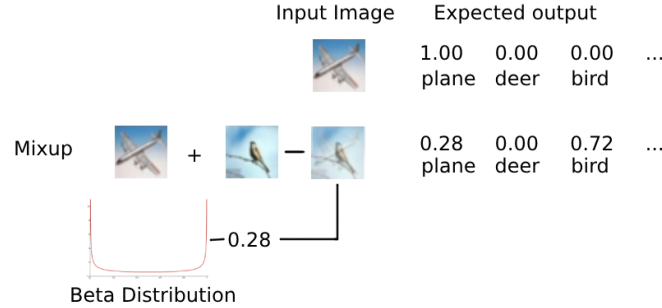 Input Image Expected output
1.00 0.00 0.00 ...
plane deer bird
Mixup + 0.28 0.00 0.72 ...
plane deer bird
0.28
Beta Distribution